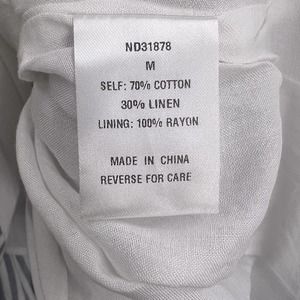 ND31878
M
SELF: 70% COTTON
30% LINEN
LINING: 100% RAYON
MADE IN CHINA
REVERSE FOR CARE